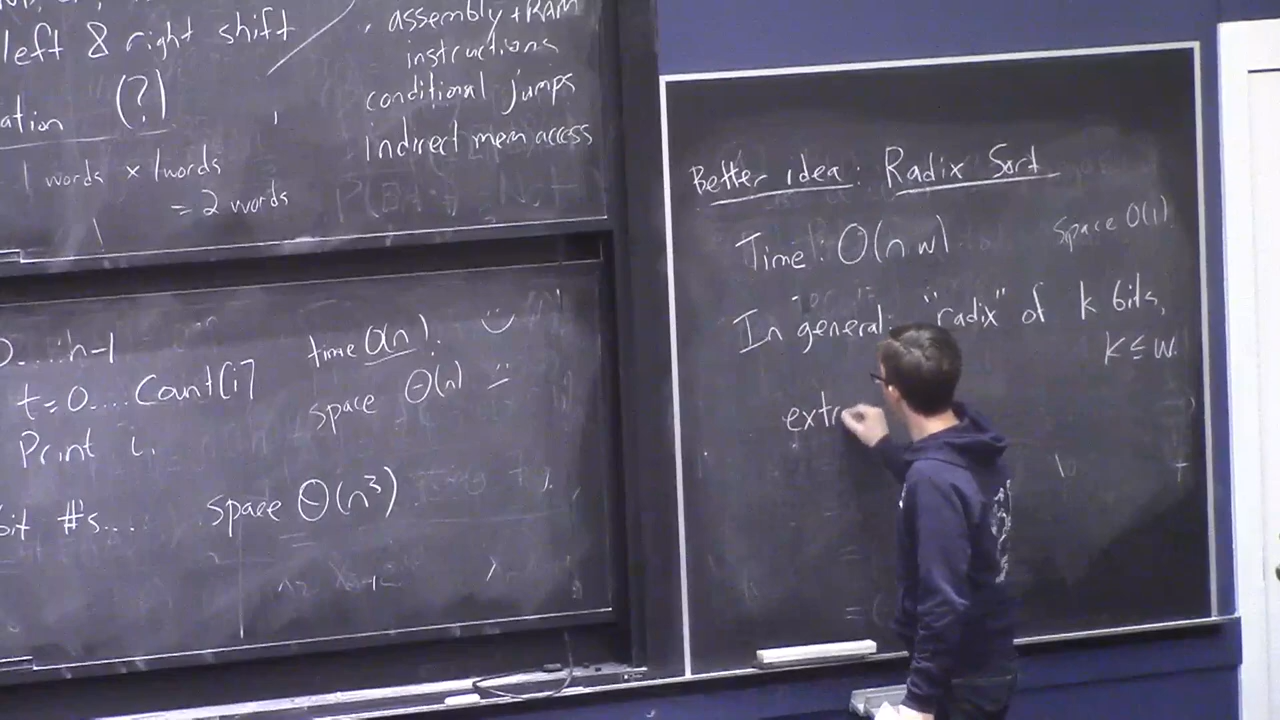 left & right shift
ation (?)
1 words x 1 words
= 2 words
assembly + RAM
instructions
conditional jumps
indirect mem access
0....n-1
t=0....Count[i]
Print i.
time O(n)!
space Θ(n)
bit #s....
space Θ(n³)
Better idea: Radix Sort
Time: O(n w)
Space O(1).
In general: "radix" of k bits,
k ≤ w.
extr